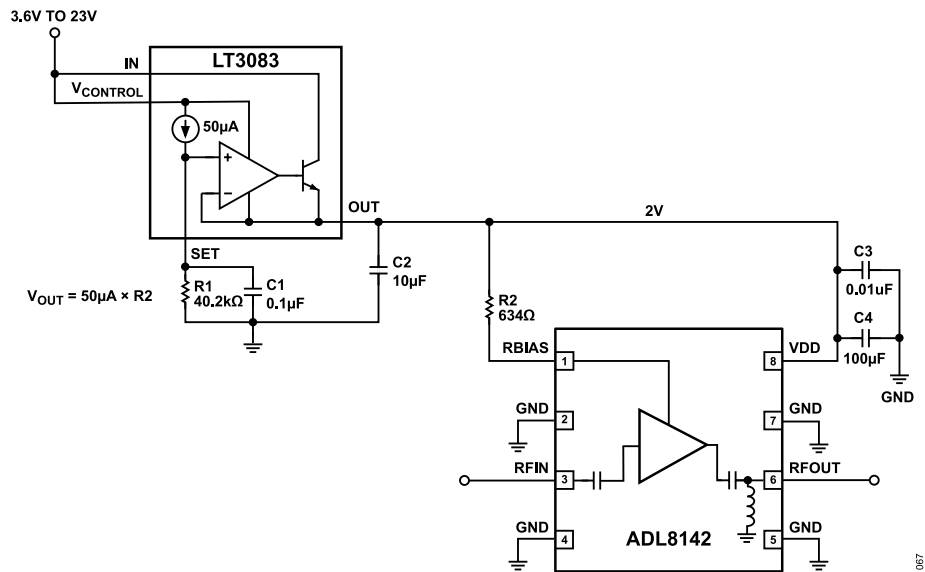 3.6V TO 23V
IN
LT3083
VCONTROL
50µA
+
–
OUT
2V
SET
R1
40.2kΩ
C1
0.1µF
C2
10µF
VOUT = 50µA × R2
R2
634Ω
C3
0.01uF
C4
100µF
GND
RBIAS
1
8
VDD
GND
2
7
GND
RFIN
3
6
RFOUT
GND
4
5
GND
ADL8142
067